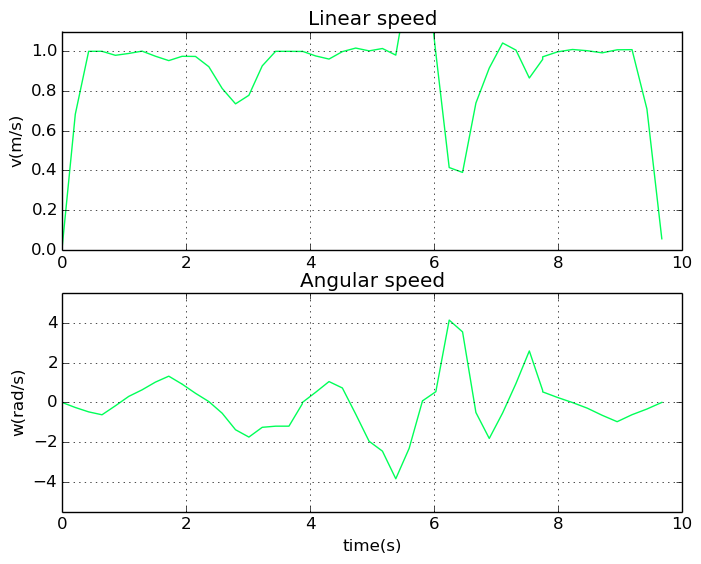 Linear speed
1.0
0.8
0.6
0.4
0.2
0.0
v(m/s)
0 2 4 6 8 10
Angular speed
4
2
0
−2
−4
w(rad/s)
0 2 4 6 8 10
time(s)